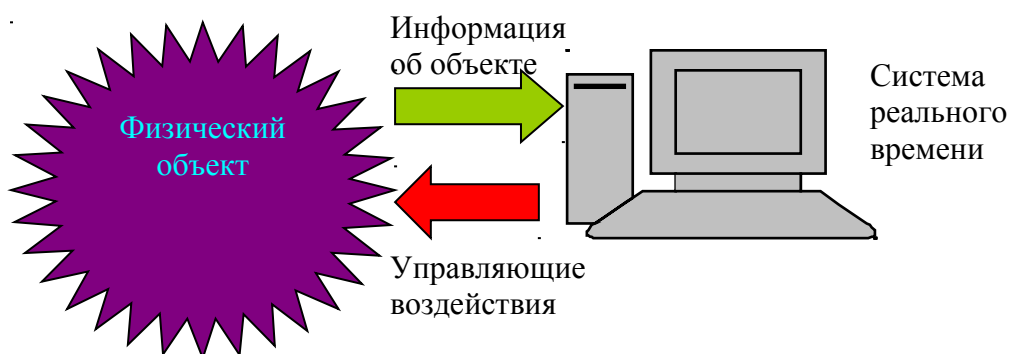 Информация
об объекте
Физический
объект
Система
реального
времени
Управляющие
воздействия